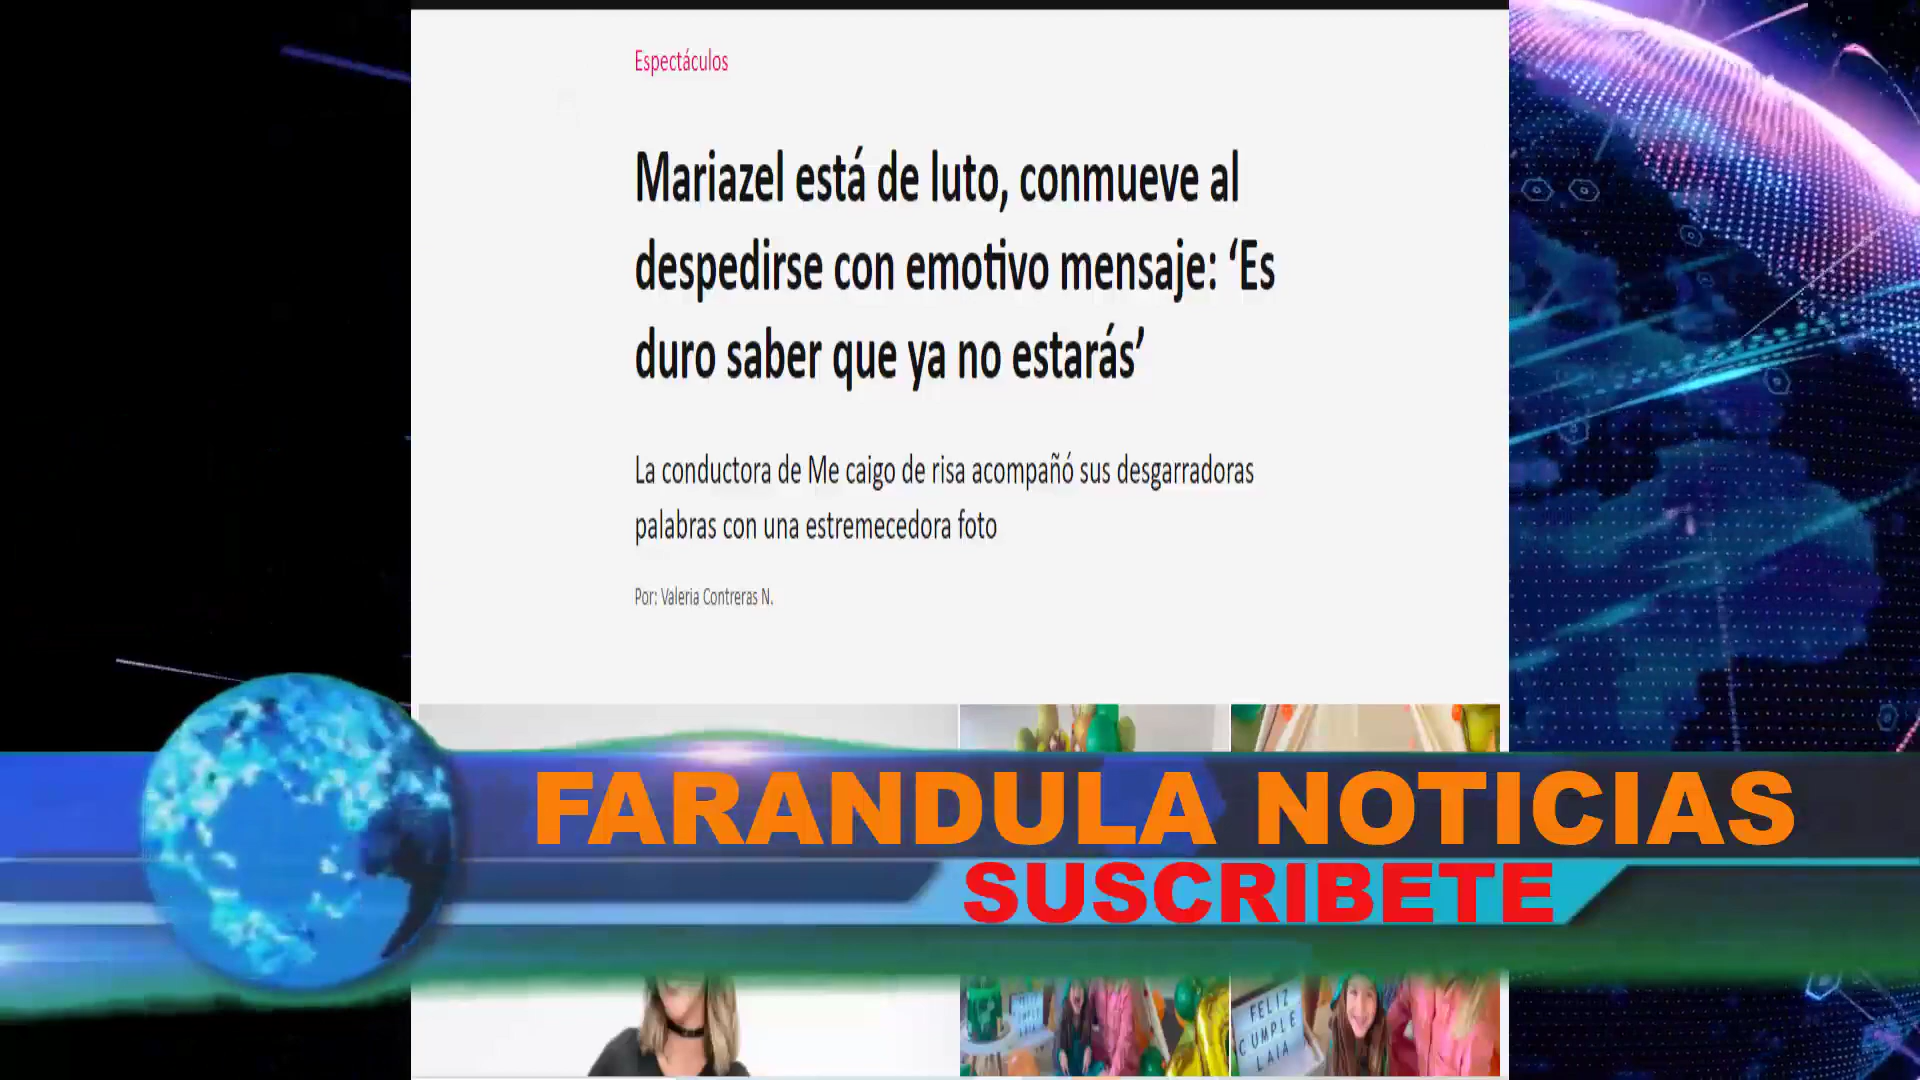 Espectáculos
Mariazel está de luto, conmueve al
despedirse con emotivo mensaje: ‘Es
duro saber que ya no estarás’
La conductora de Me caigo de risa acompañó sus desgarradoras
palabras con una estremecedora foto
Por: Valeria Contreras N.
FARANDULA NOTICIAS
SUSCRIBETE
FELIZ
CUMPLE
LAIA